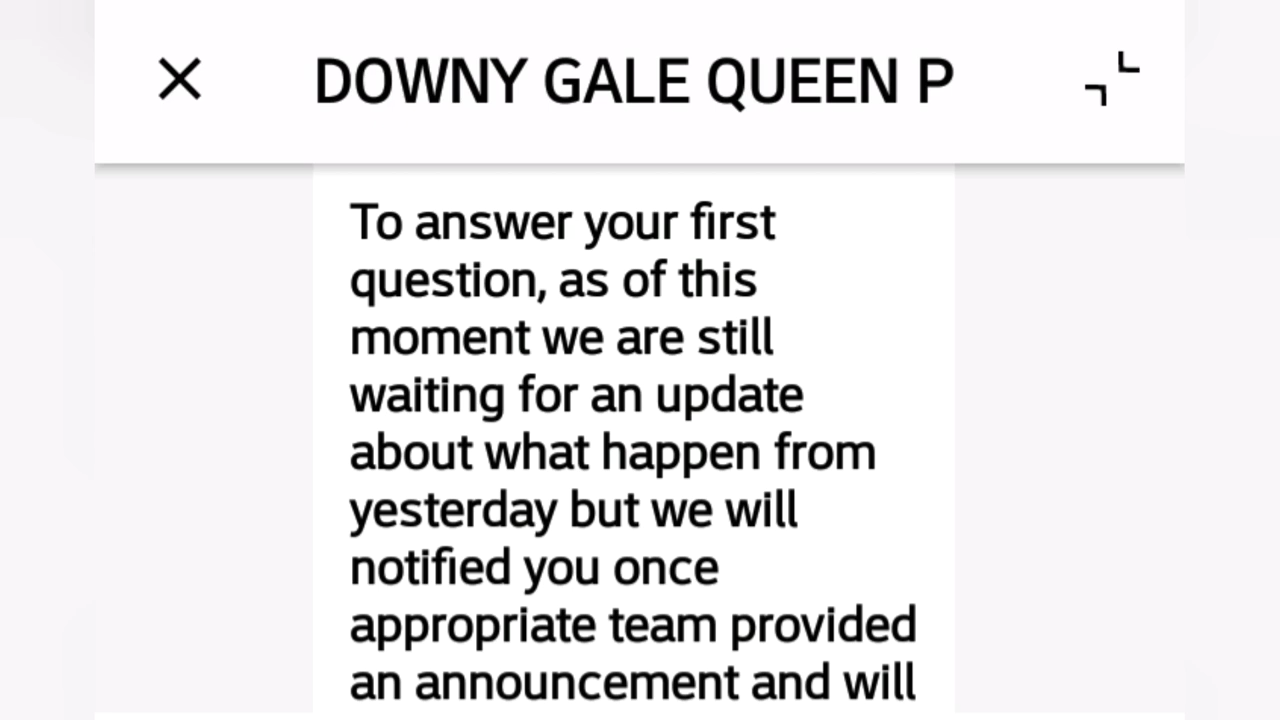 DOWNY GALE QUEEN P
To answer your first
question, as of this
moment we are still
waiting for an update
about what happen from
yesterday but we will
notified you once
appropriate team provided
an announcement and will